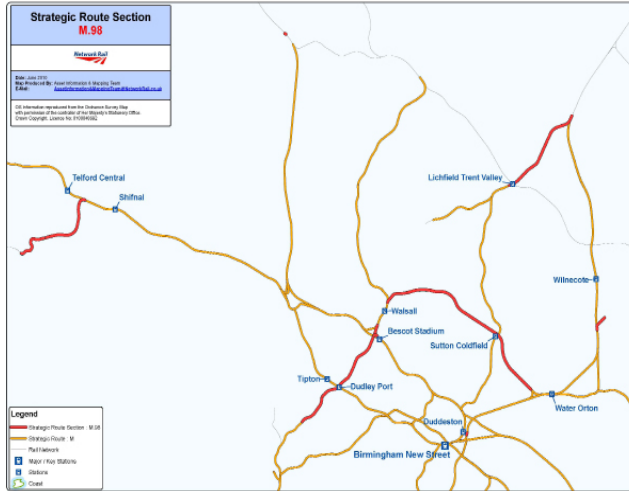 Strategic Route Section
M.98
Network Rail
Date: June 2010
Map Produced By: Asset Information & Mapping Team
E-Mail:
OS information reproduced from the Ordnance Survey Map
with permission of the controller of Her Majesty's Stationery Office.
Crown Copyright. Licence No.
Telford Central
Shifnal
Lichfield Trent Valley
Wilnecote
Walsall
Bescot Stadium
Sutton Coldfield
Tipton
Dudley Port
Water Orton
Duddeston
Birmingham New Street
Legend
Strategic Route Section - M.98
Strategic Route : M
Rail Network
Major / Key Stations
Stations
Coast